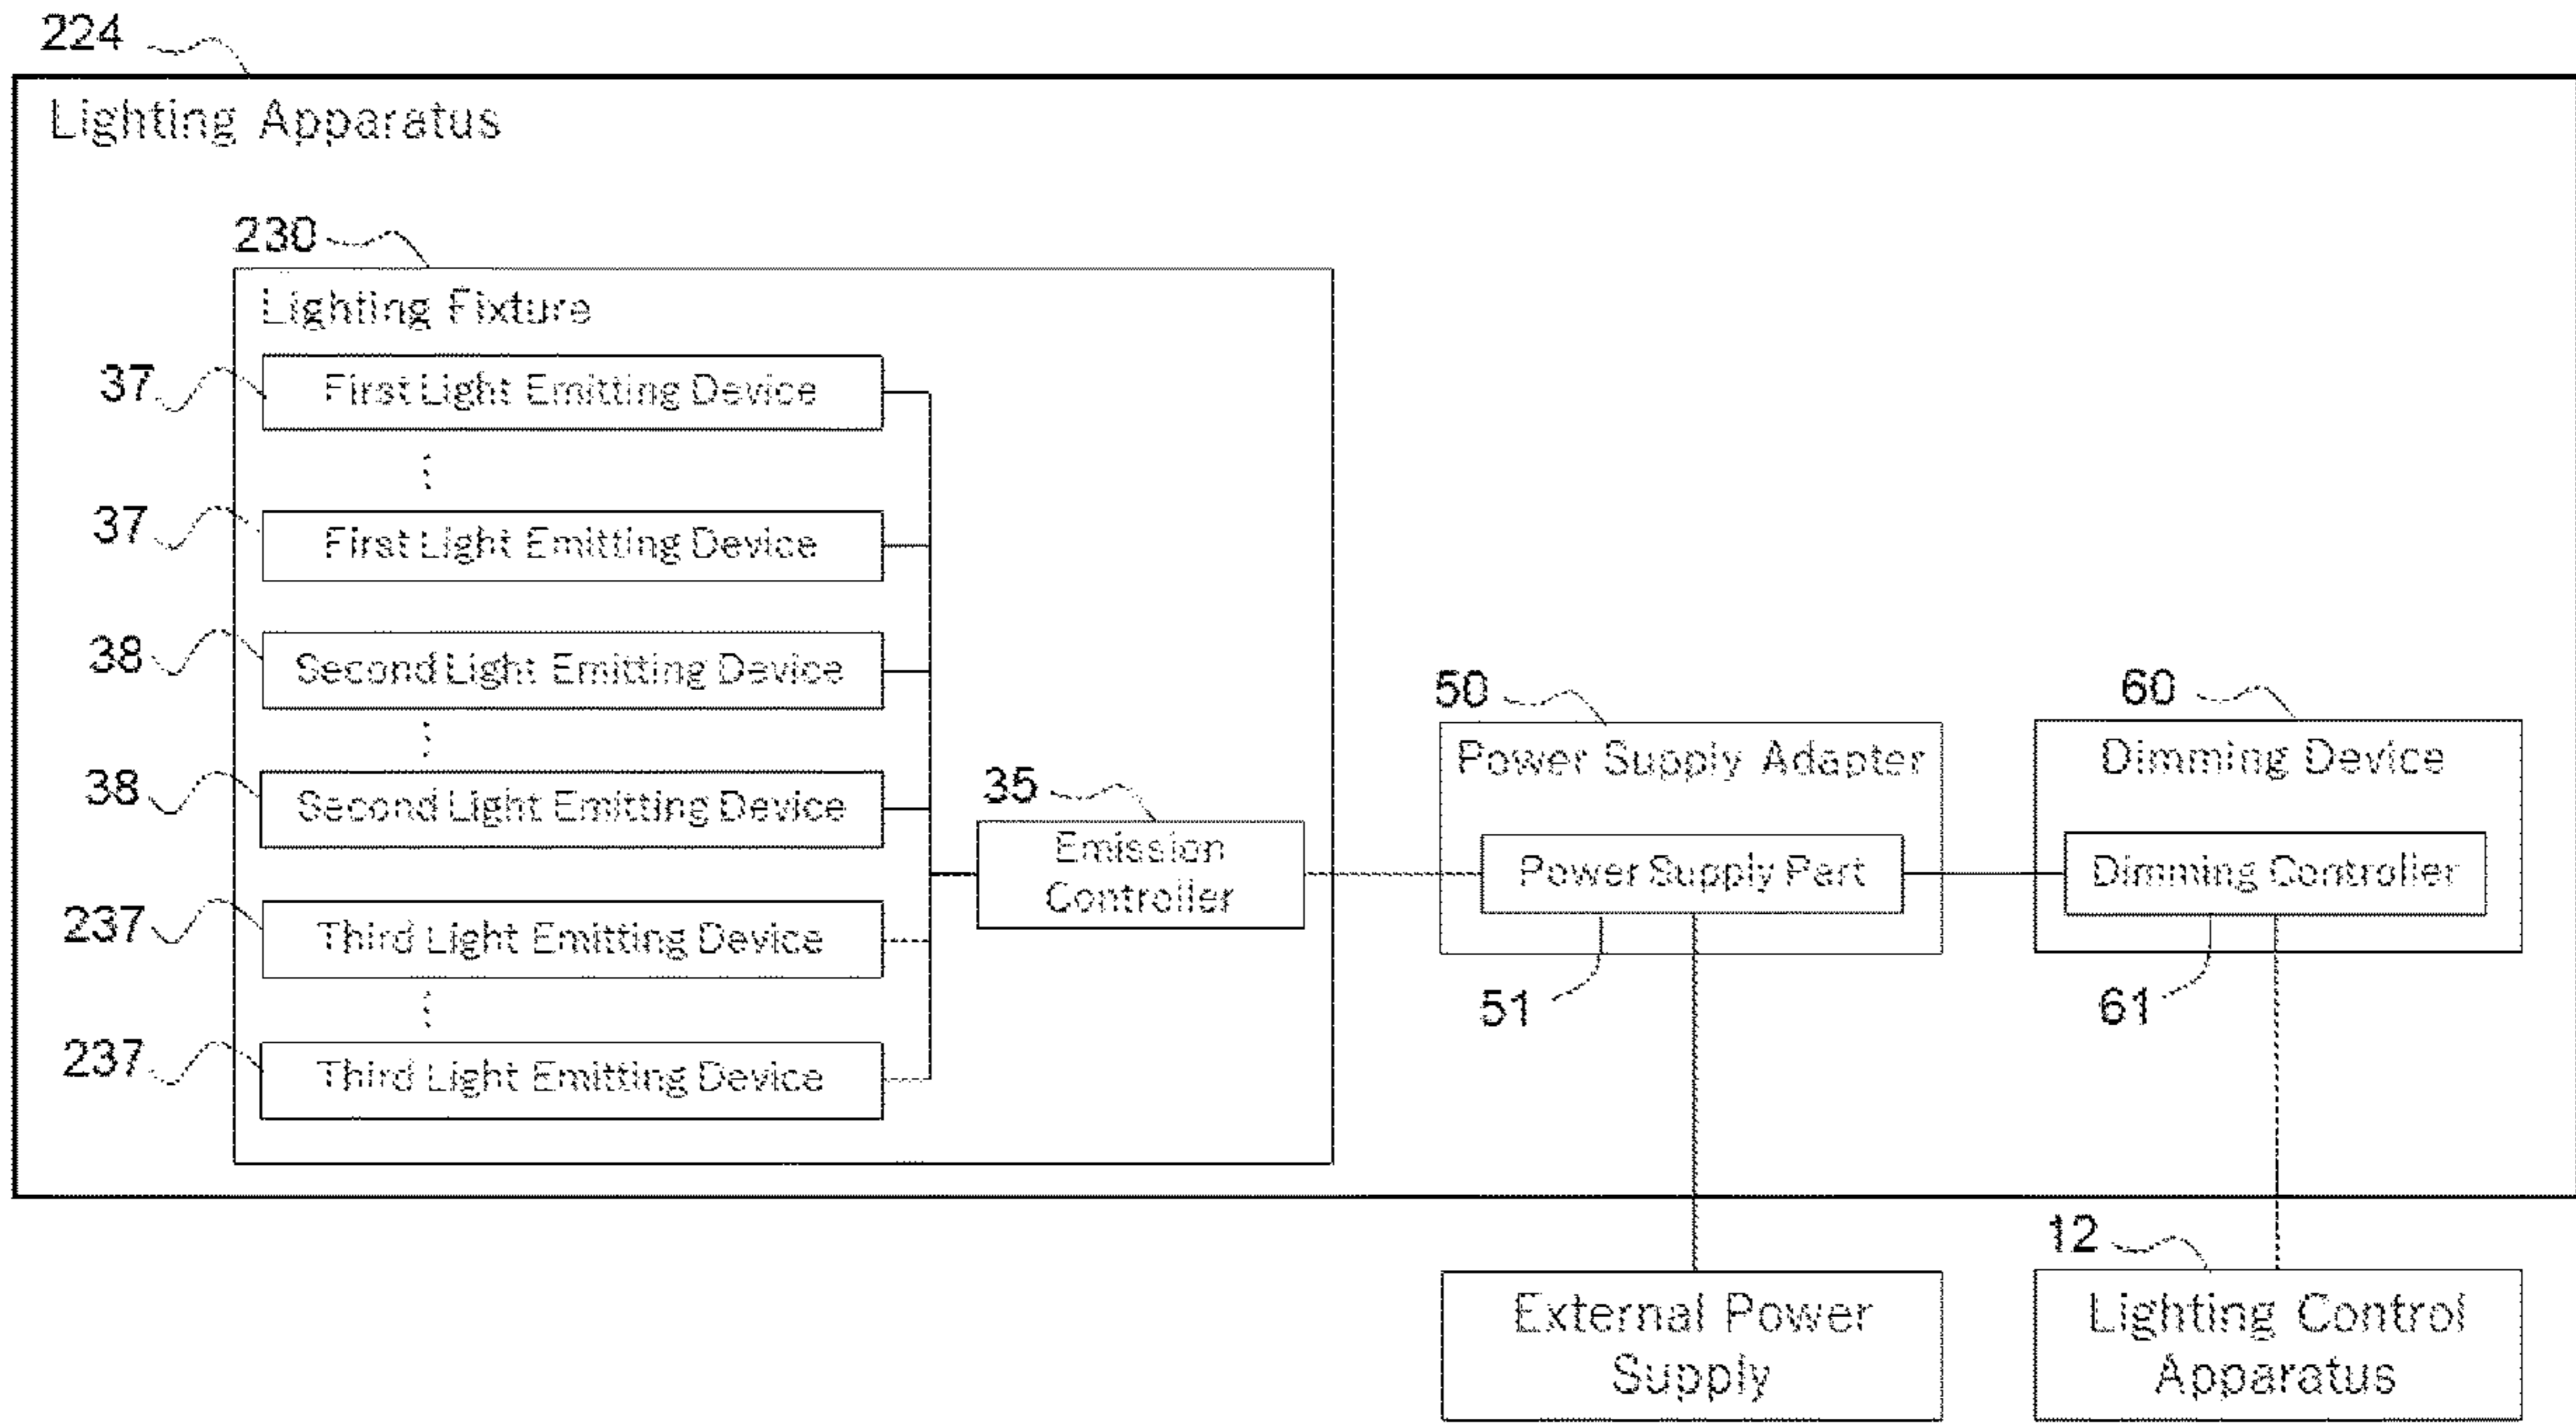 224
Lighting Apparatus
230
Lighting Fixture
37
First Light Emitting Device
37
First Light Emitting Device
38
Second Light Emitting Device
38
Second Light Emitting Device
237
Third Light Emitting Device
237
Third Light Emitting Device
35
Emission
Controller
50
Power Supply Adapter
Power Supply Part
51
60
Dimming Device
Dimming Controller
61
External Power
Supply
12
Lighting Control
Apparatus